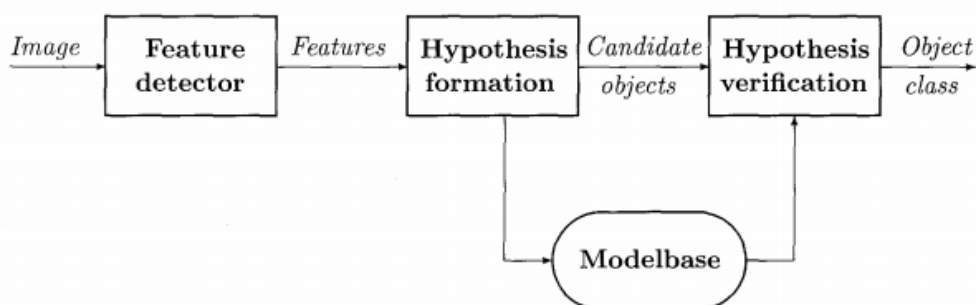 Image
Feature
detector
Features
Hypothesis
formation
Candidate
objects
Hypothesis
verification
Object
class
Modelbase